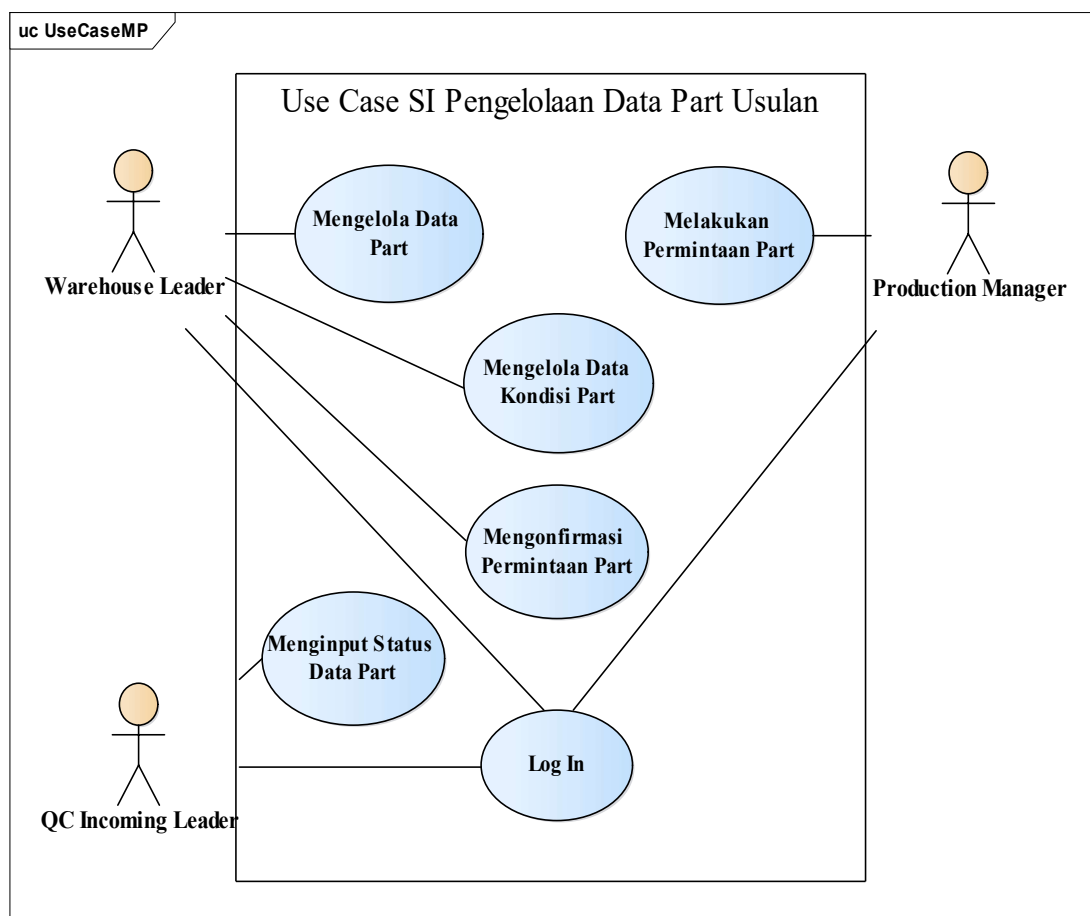 uc UseCaseMP
Use Case SI Pengelolaan Data Part Usulan
Mengelola Data
Part
Melakukan
Permintaan Part
Warehouse Leader
Production Manager
Mengelola Data
Kondisi Part
Mengonfirmasi
Permintaan Part
Menginput Status
Data Part
Log In
QC Incoming Leader